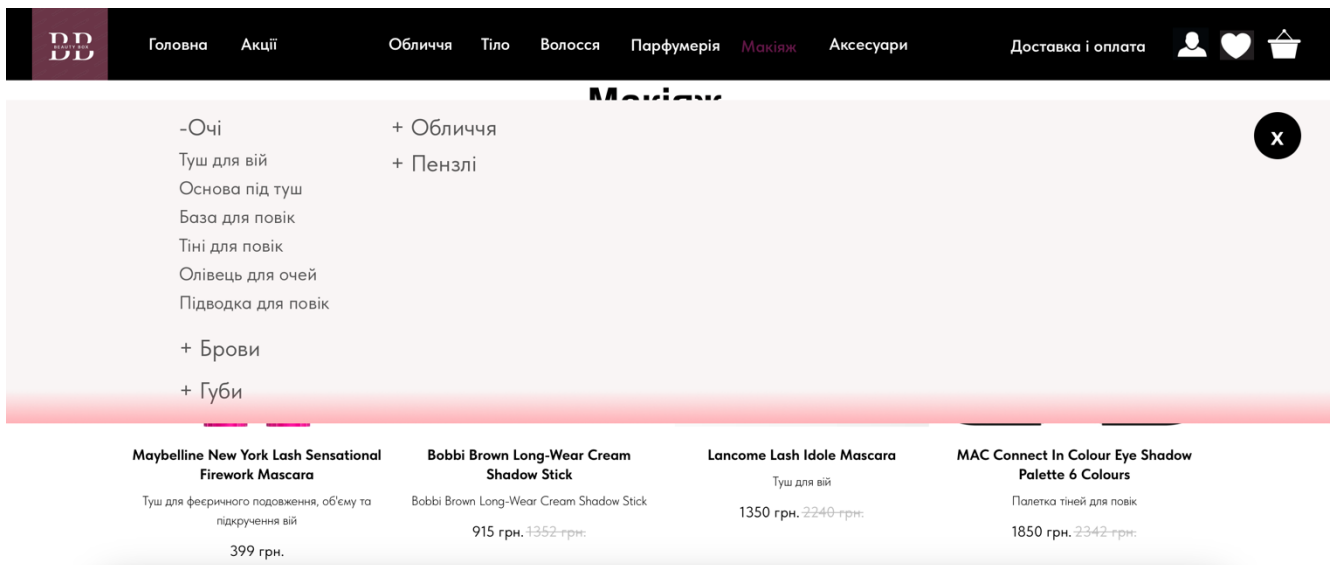 BB
BEAUTY BOX
BB
Головна Акції Обличчя Тіло Волосся Парфумерія Макіяж Аксесуари Доставка і оплата
Макіяж
-Очі
Туш для вій
Основа під туш
База для повік
Тіні для повік
Олівець для очей
Підводка для повік
+ Брови
+ Губи
+ Обличчя
+ Пензлі
x
Maybelline New York Lash Sensational
Firework Mascara
Туш для феєричного подовження, об'єму та
підкручення вій
399 грн.
Bobbi Brown Long-Wear Cream
Shadow Stick
Bobbi Brown Long-Wear Cream Shadow Stick
915 грн. 1352 грн.
Lancome Lash Idole Mascara
Туш для вій
1350 грн. 2240 грн.
MAC Connect In Colour Eye Shadow
Palette 6 Colours
Палетка тіней для повік
1850 грн. 2342 грн.